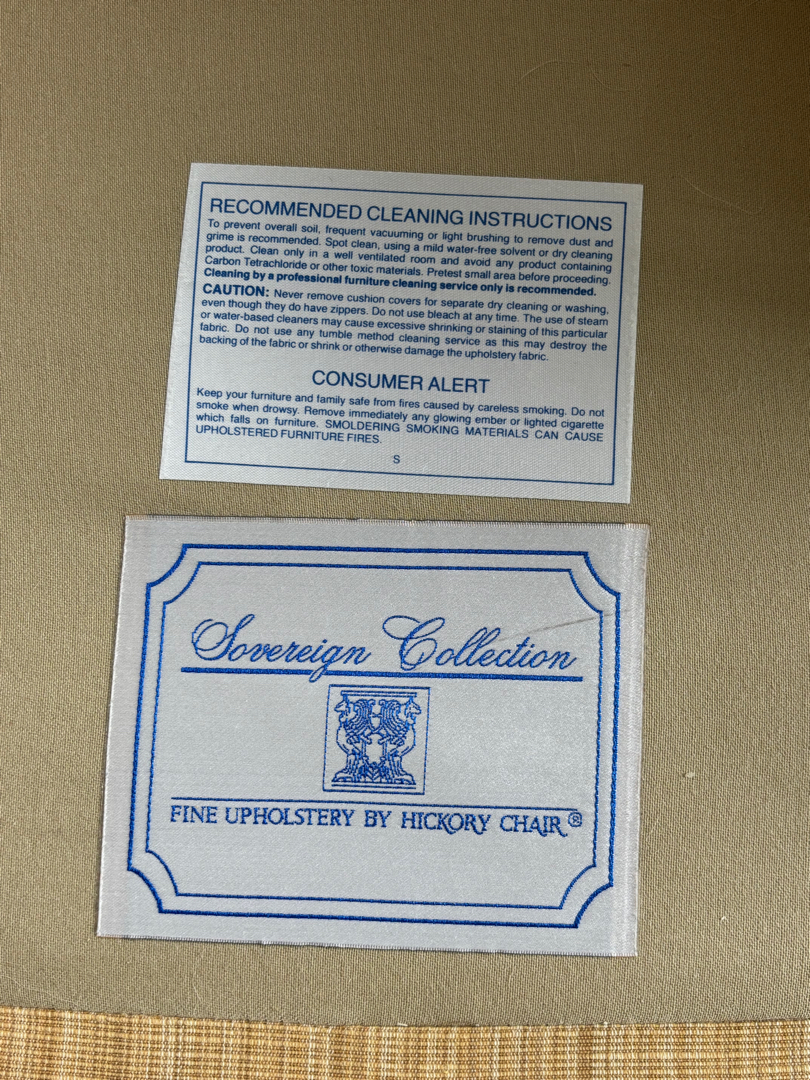 RECOMMENDED CLEANING INSTRUCTIONS
To prevent overall soil, frequent vacuuming or light brushing to remove dust and
grime is recommended. Spot clean, using a mild water-free solvent or dry cleaning
product. Clean only in a well ventilated room and avoid any product containing
Carbon Tetrachloride or other toxic materials. Pretest small area before proceeding.
Cleaning by a professional furniture cleaning service only is recommended.
CAUTION: Never remove cushion covers for separate dry cleaning or washing,
even though they do have zippers. Do not use bleach at any time. The use of steam
or water-based cleaners may cause excessive shrinking or staining of this particular
fabric. Do not use any tumble method cleaning service as this may destroy the
backing of the fabric or shrink or otherwise damage the upholstery fabric.
CONSUMER ALERT
Keep your furniture and family safe from fires caused by careless smoking. Do not
smoke when drowsy. Remove immediately any glowing ember or lighted cigarette
which falls on furniture. SMOLDERING SMOKING MATERIALS CAN CAUSE
UPHOLSTERED FURNITURE FIRES.
S
Sovereign Collection
FINE UPHOLSTERY BY HICKORY CHAIR®